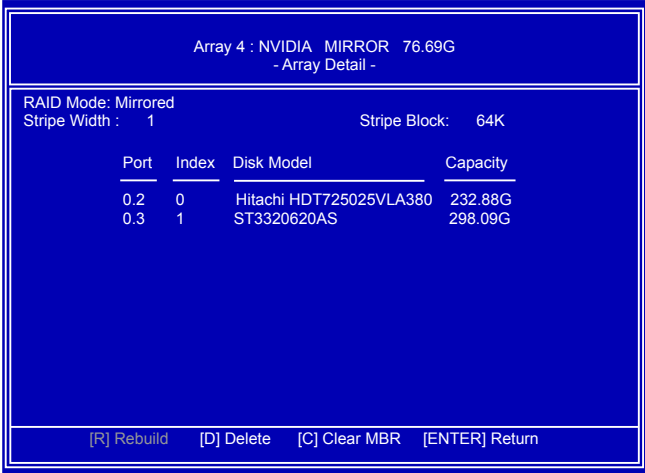 Array 4 : NVIDIA MIRROR 76.69G
- Array Detail -
RAID Mode: Mirrored
Stripe Width : 1 Stripe Block: 64K
Port Index Disk Model Capacity
0.2 0 Hitachi HDT725025VLA380 232.88G
0.3 1 ST3320620AS 298.09G
[R] Rebuild [D] Delete [C] Clear MBR [ENTER] Return